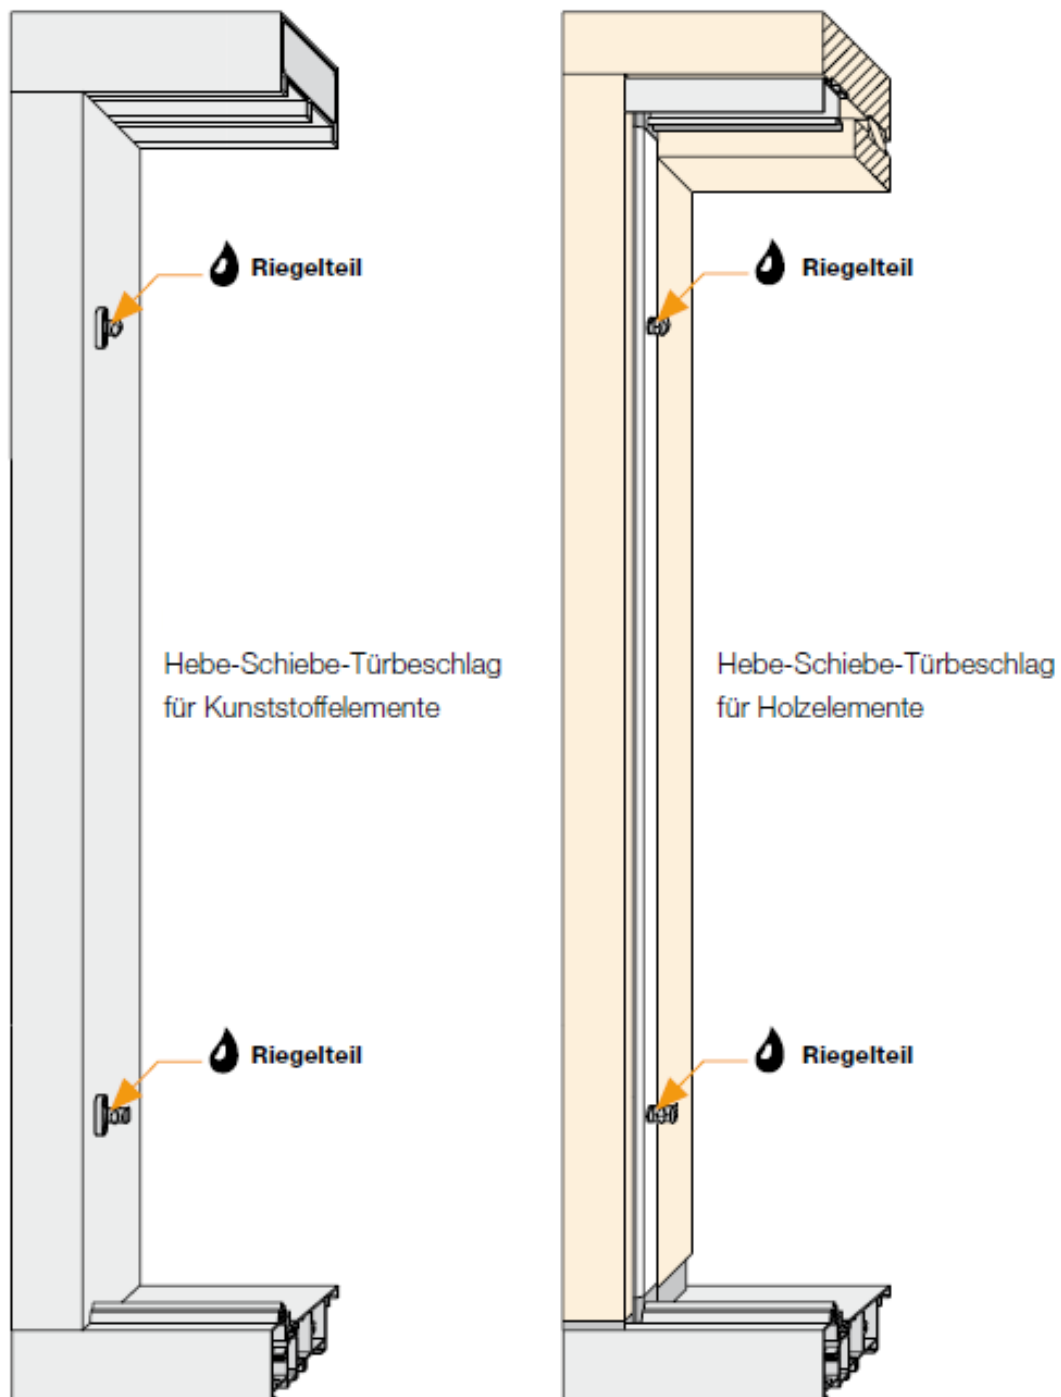 Riegelteil
Riegelteil
Hebe-Schiebe-Türbeschlag
für Kunststoffelemente
Hebe-Schiebe-Türbeschlag
für Holzelemente
Riegelteil
Riegelteil